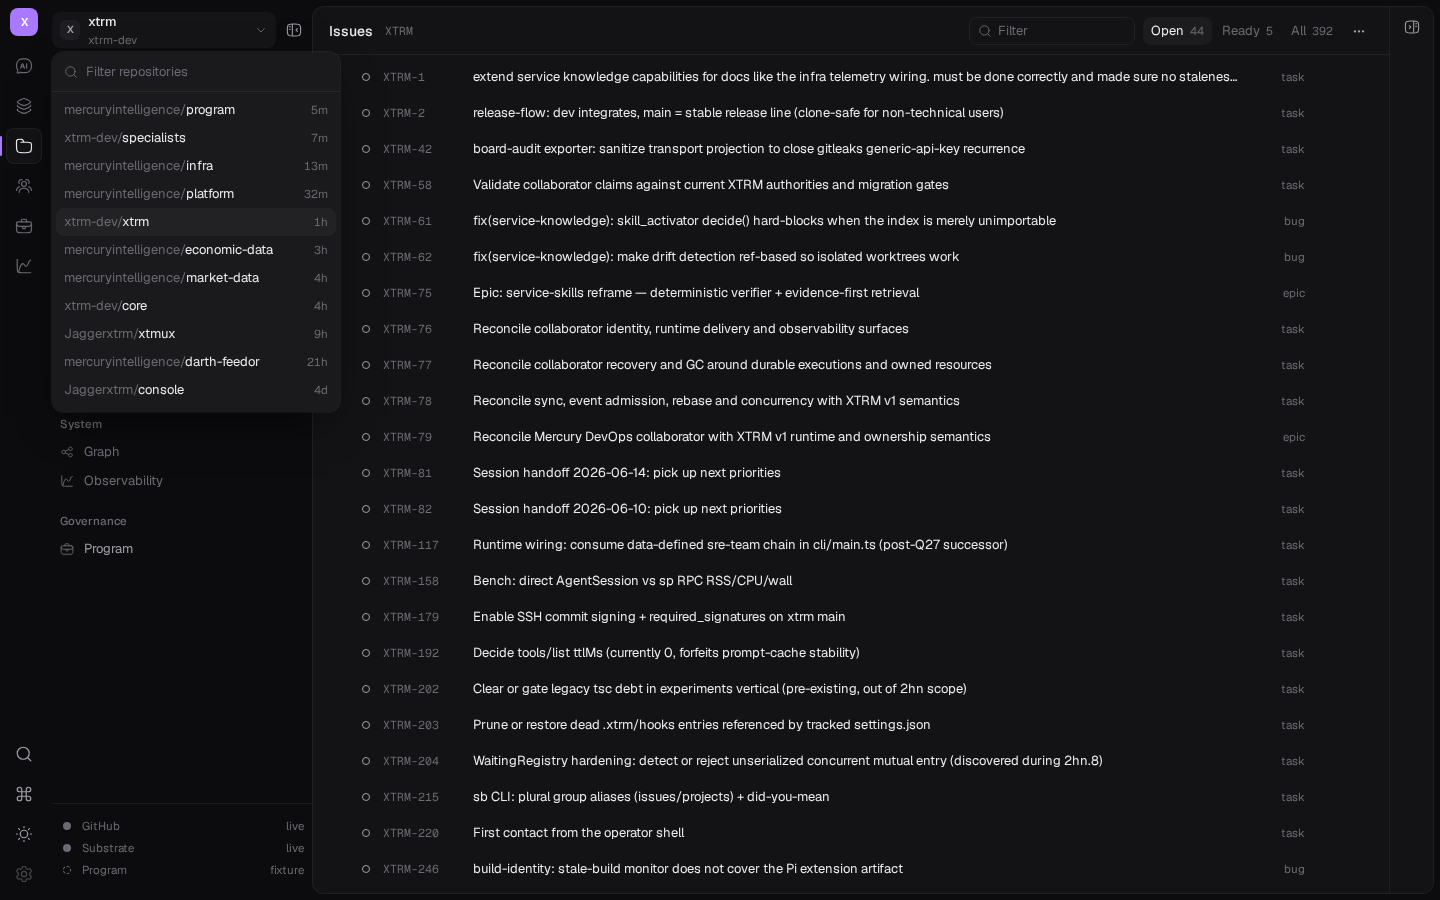 X
X
xtrm
xtrm-dev
AI
Filter repositories
mercuryintelligence/program 5m
xtrm-dev/specialists 7m
mercuryintelligence/infra 13m
mercuryintelligence/platform 32m
xtrm-dev/xtrm 1h
mercuryintelligence/economic-data 3h
mercuryintelligence/market-data 4h
xtrm-dev/core 4h
Jaggerxtrm/xtmux 9h
mercuryintelligence/darth-feedor 21h
Jaggerxtrm/console 4d
System
Graph
Observability
Governance
Program
GitHub live
Substrate live
Program fixture
Issues XTRM Filter Open 44 Ready 5 All 392 ...
XTRM-1 extend service knowledge capabilities for docs like the infra telemetry wiring. must be done correctly and made sure no stalenes... task
XTRM-2 release-flow: dev integrates, main = stable release line (clone-safe for non-technical users) task
XTRM-42 board-audit exporter: sanitize transport projection to close gitleaks generic-api-key recurrence task
XTRM-58 Validate collaborator claims against current XTRM authorities and migration gates task
XTRM-61 fix(service-knowledge): skill_activator decide() hard-blocks when the index is merely unimportable bug
XTRM-62 fix(service-knowledge): make drift detection ref-based so isolated worktrees work bug
XTRM-75 Epic: service-skills reframe — deterministic verifier + evidence-first retrieval epic
XTRM-76 Reconcile collaborator identity, runtime delivery and observability surfaces task
XTRM-77 Reconcile collaborator recovery and GC around durable executions and owned resources task
XTRM-78 Reconcile sync, event admission, rebase and concurrency with XTRM v1 semantics task
XTRM-79 Reconcile Mercury DevOps collaborator with XTRM v1 runtime and ownership semantics epic
XTRM-81 Session handoff 2026-06-14: pick up next priorities task
XTRM-82 Session handoff 2026-06-10: pick up next priorities task
XTRM-117 Runtime wiring: consume data-defined sre-team chain in cli/main.ts (post-Q27 successor) task
XTRM-158 Bench: direct AgentSession vs sp RPC RSS/CPU/wall task
XTRM-179 Enable SSH commit signing + required_signatures on xtrm main task
XTRM-192 Decide tools/list ttlMs (currently 0, forfeits prompt-cache stability) task
XTRM-202 Clear or gate legacy tsc debt in experiments vertical (pre-existing, out of 2hn scope) task
XTRM-203 Prune or restore dead .xtrm/hooks entries referenced by tracked settings.json task
XTRM-204 WaitingRegistry hardening: detect or reject unserialized concurrent mutual entry (discovered during 2hn.8) task
XTRM-215 sb CLI: plural group aliases (issues/projects) + did-you-mean task
XTRM-220 First contact from the operator shell task
XTRM-246 build-identity: stale-build monitor does not cover the Pi extension artifact bug